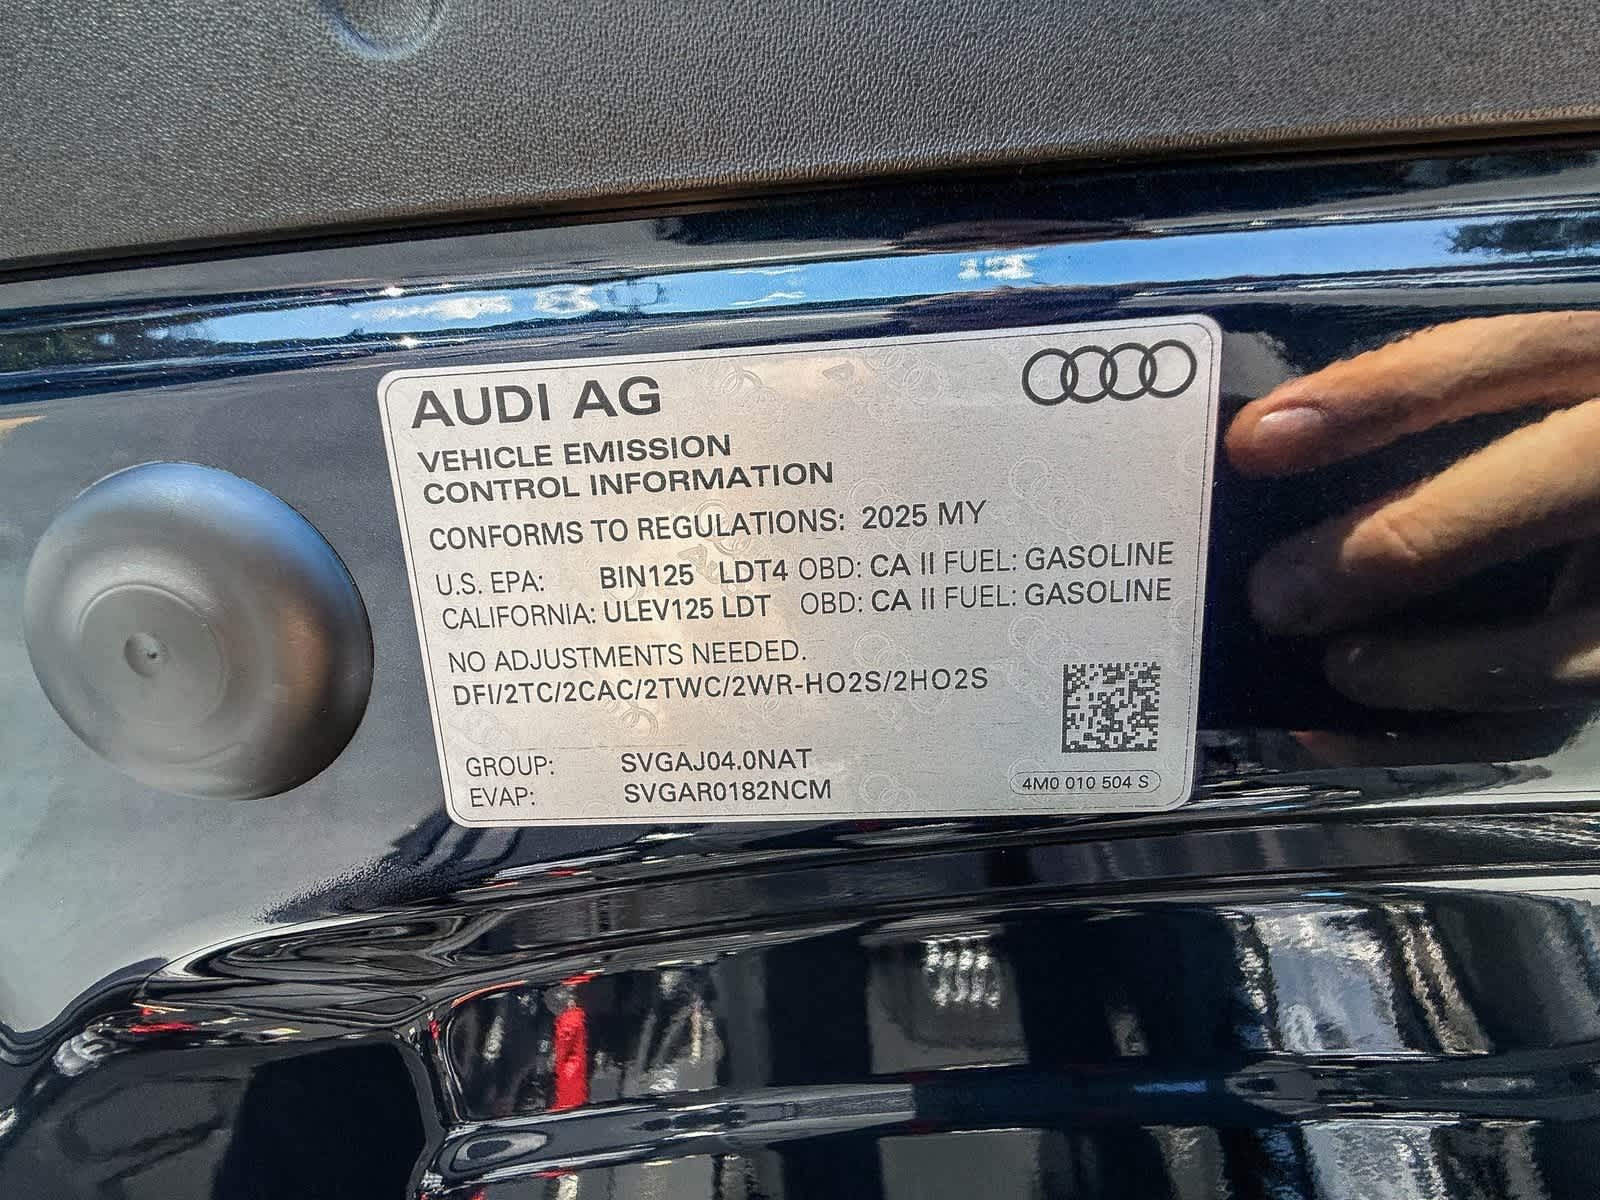 AUDI AG
VEHICLE EMISSION
CONTROL INFORMATION
CONFORMS TO REGULATIONS: 2025 MY
U.S. EPA: BIN125 LDT4 OBD: CA II FUEL: GASOLINE
CALIFORNIA: ULEV125 LDT OBD: CA II FUEL: GASOLINE
NO ADJUSTMENTS NEEDED.
DFI/2TC/2CAC/2TWC/2WR-HO2S/2HO2S
GROUP: SVGAJ04.0NAT
EVAP: SVGAR0182NCM
4M0 010 504 S